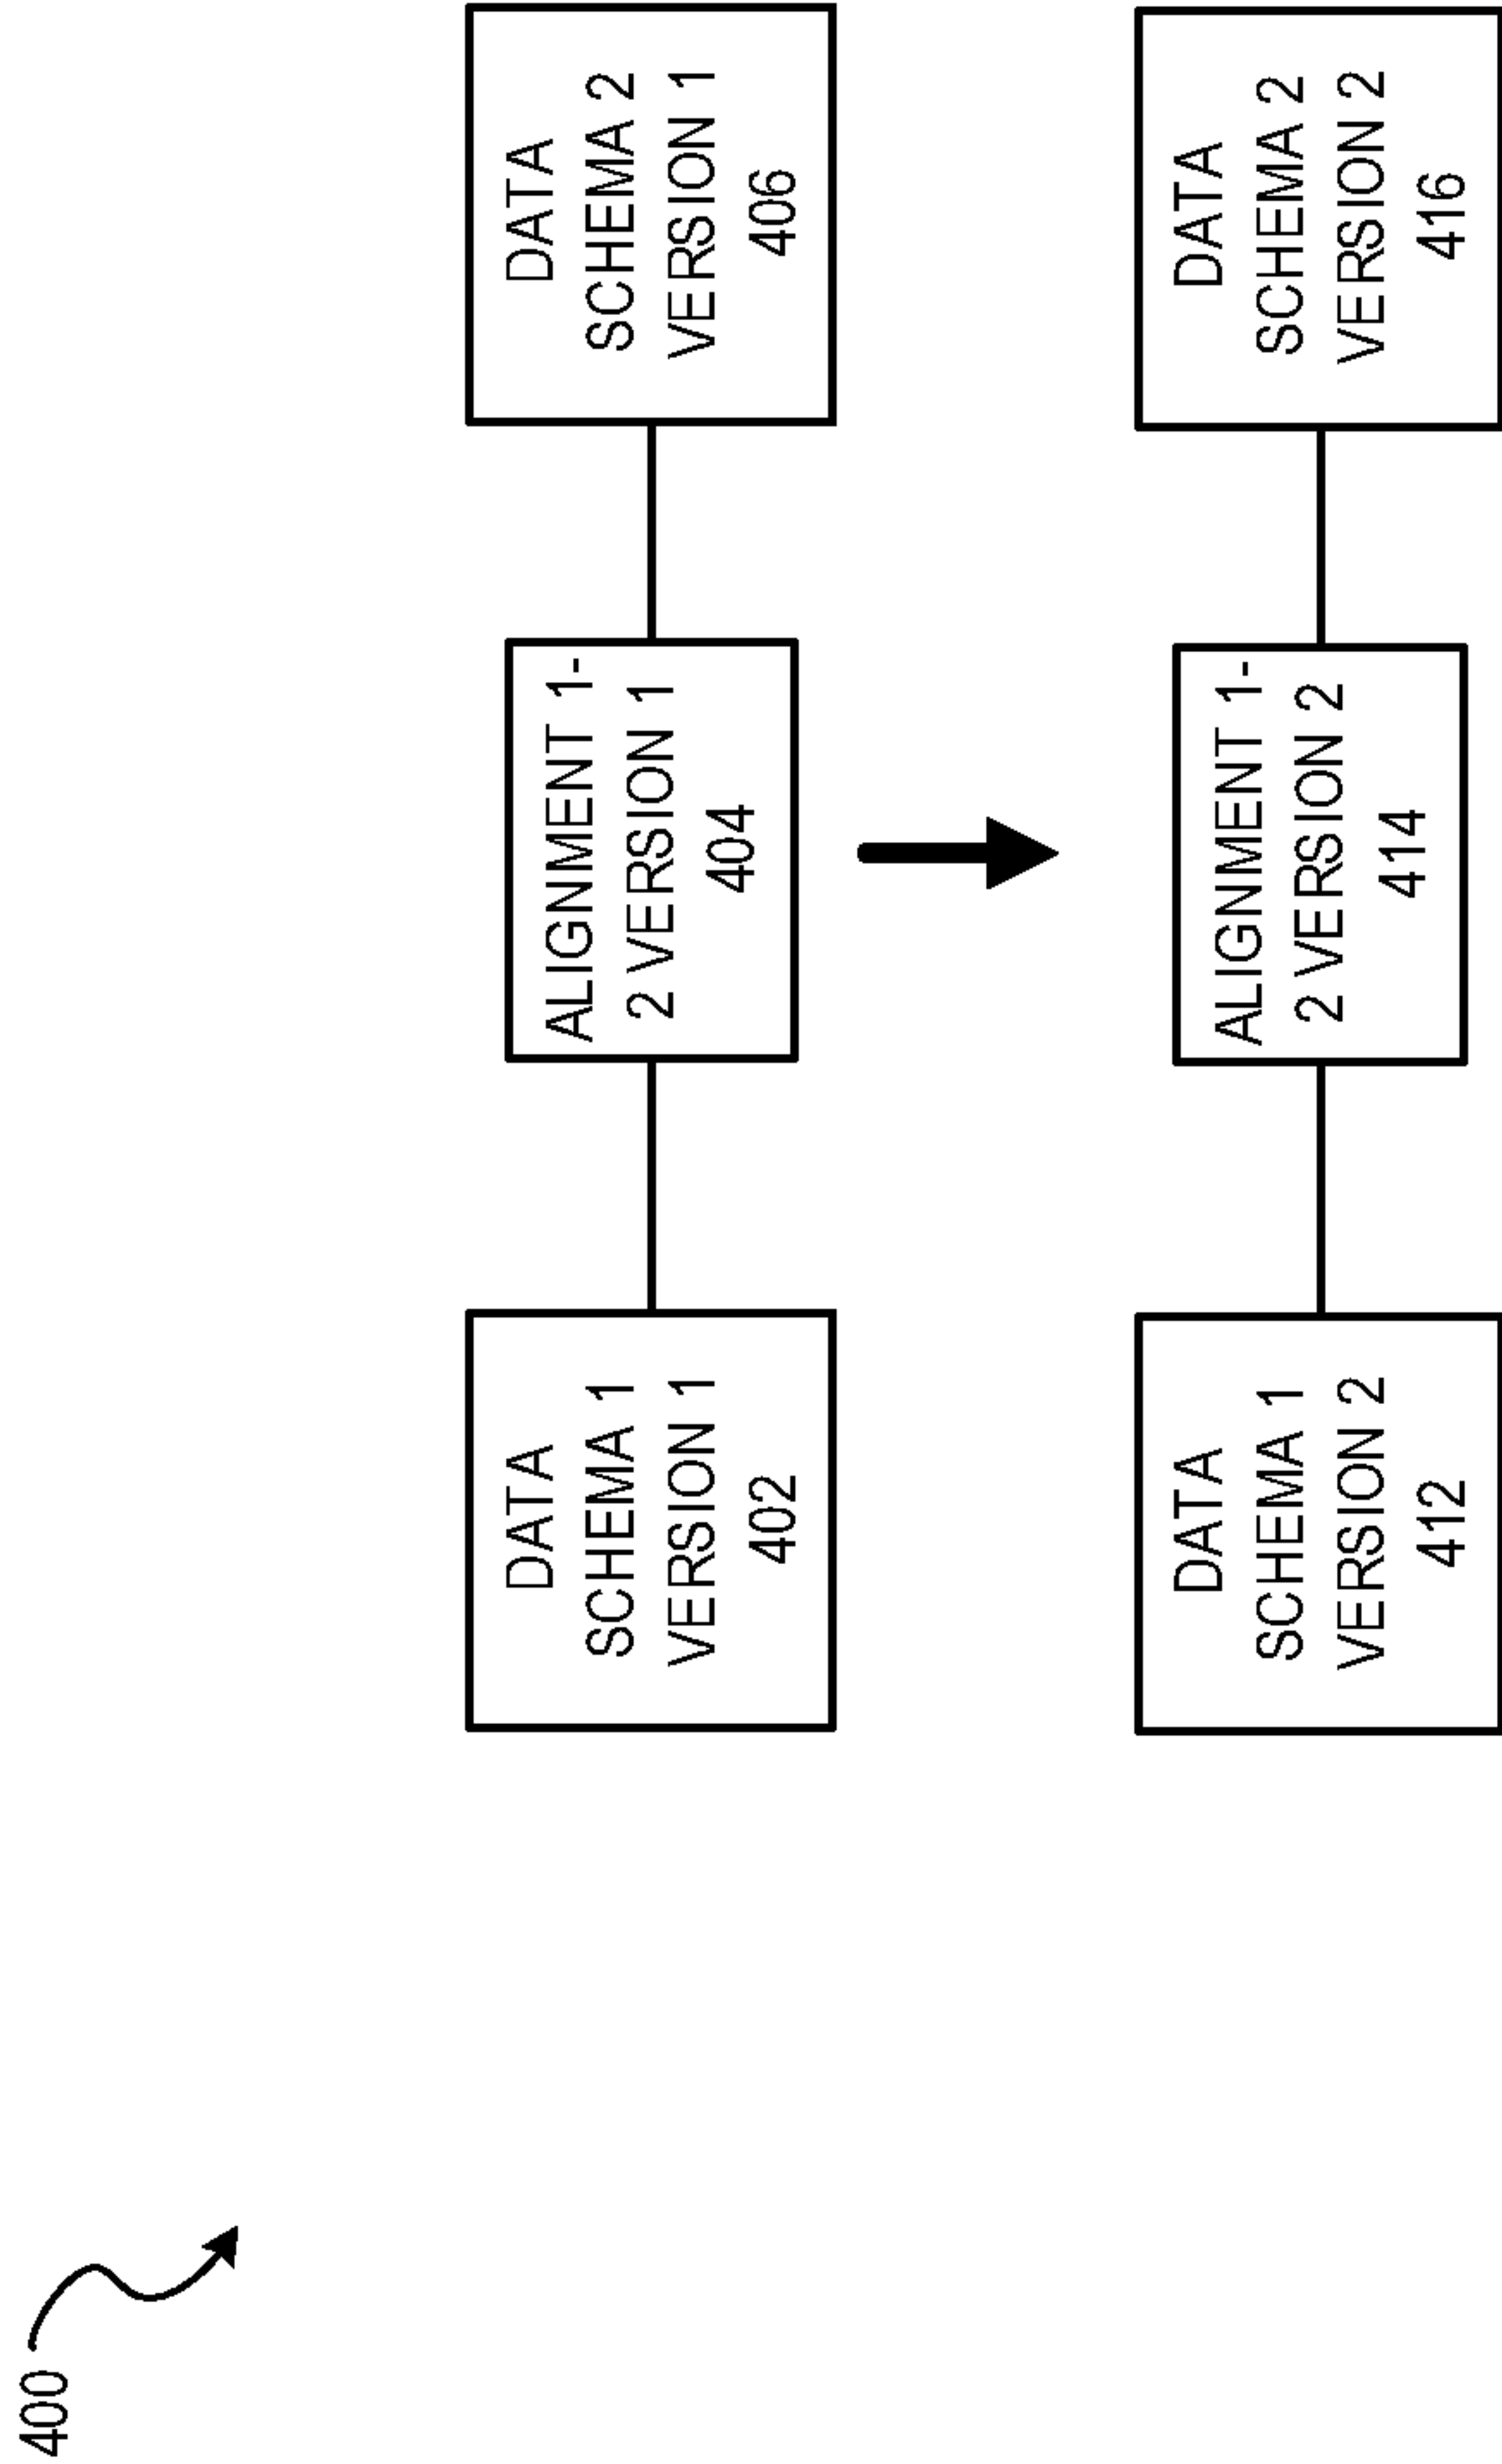 400
DATA
SCHEMA 1
VERSION 1
402
ALIGNMENT 1-
2 VERSION 1
404
DATA
SCHEMA 2
VERSION 1
406
DATA
SCHEMA 1
VERSION 2
412
ALIGNMENT 1-
2 VERSION 2
414
DATA
SCHEMA 2
VERSION 2
416